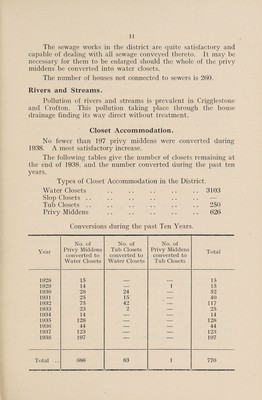 11
The sewage works in the district are quite satisfactory and
capable of dealing with all sewage conveyed thereto. It may be
necessary for them to be enlarged should the whole of the privy
middens be converted into water closets.
The number of houses not connected to sewers is 260.
Rivers and Streams.
Pollution of rivers and streams is prevalent in Crigglestone
and Crofton. This pollution taking place through the house
drainage finding its way direct without treatment.
Closet Accommodation.
No fewer than 197 privy middens were converted during
1938. A most satisfactory increase.
The following tables give the number of closets remaining at
the end of 1938, and the number converted during the past ten
years.
Types of Closet Accommodation in the District.
Water Closets .. .. .. .. .. 3103
Slop Closets .. .. .. .. .. .. —
Tub Closets .. .. .. .. .. .. 250
Privy Middens .. .. .. .. .. 626
Conversions during the past Ten Years.
Year No. of Privy Middens converted to Water Closets No. of Tub Closets converted to Water Closets No. of Privy Middens converted to Tub Closets Total
1928 15 — — 15
1929 14 — 1 15
1930 28 24 — 52
1931 25 15 — 40
1932 75 42 — 117
1933 23 2 — 25
1934 14 — — 14
1935 128 — — 128
1936 44 — — 44
1937 123 — — 123
1938 197 — — 197
Total .. 686 83 1 770